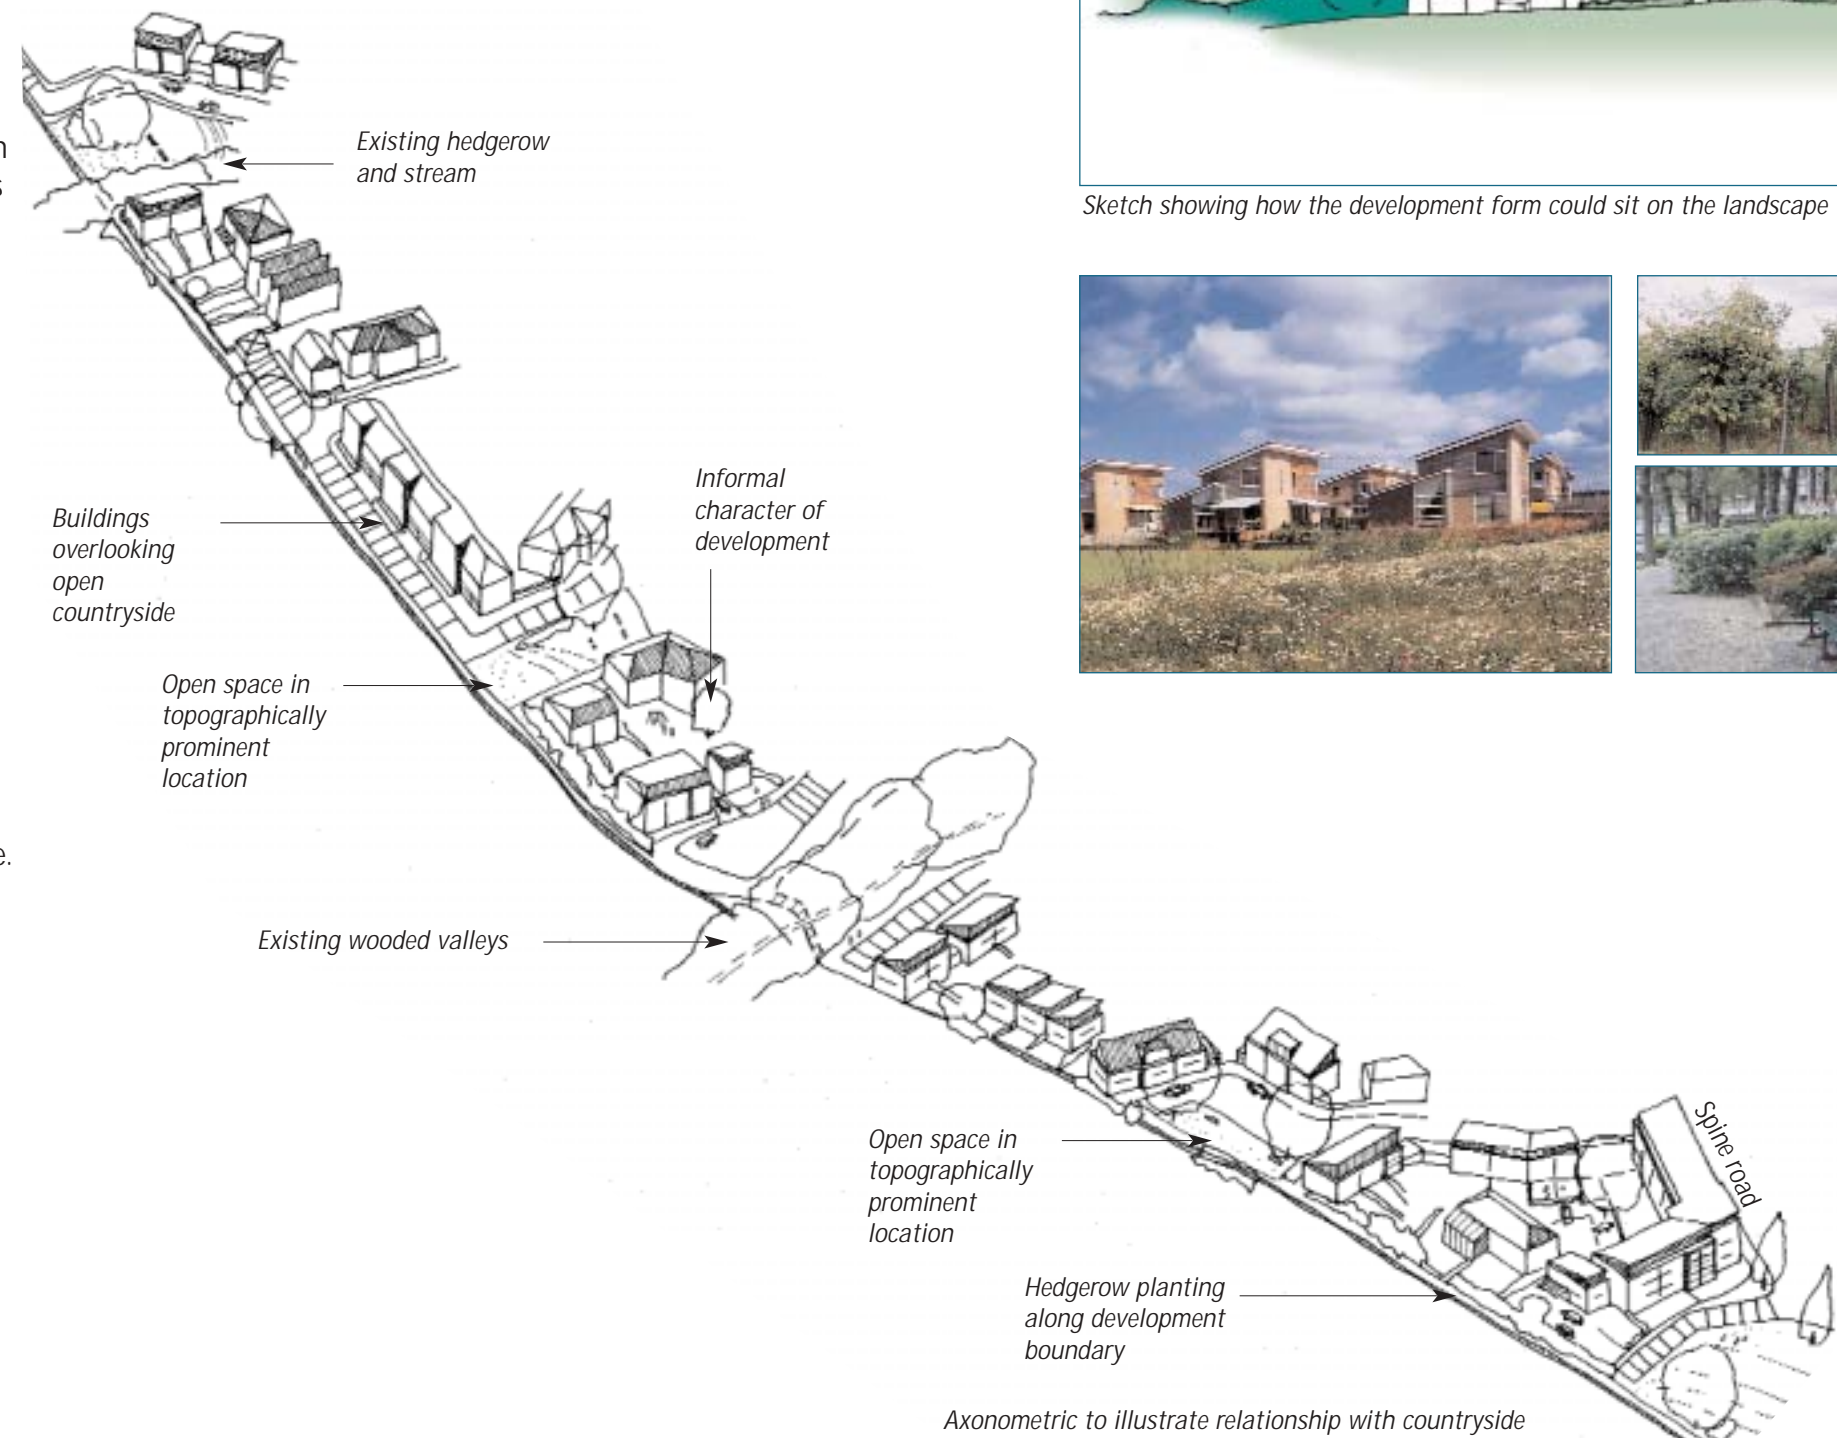 n
s
e.
Existing hedgerow
and stream
Sketch showing how the development form could sit on the landscape
Buildings
overlooking
open
countryside
Informal
character of
development
Open space in
topographically
prominent
location
Existing wooded valleys
Open space in
topographically
prominent
location
Spine road
Hedgerow planting
along development
boundary
Axonometric to illustrate relationship with countryside